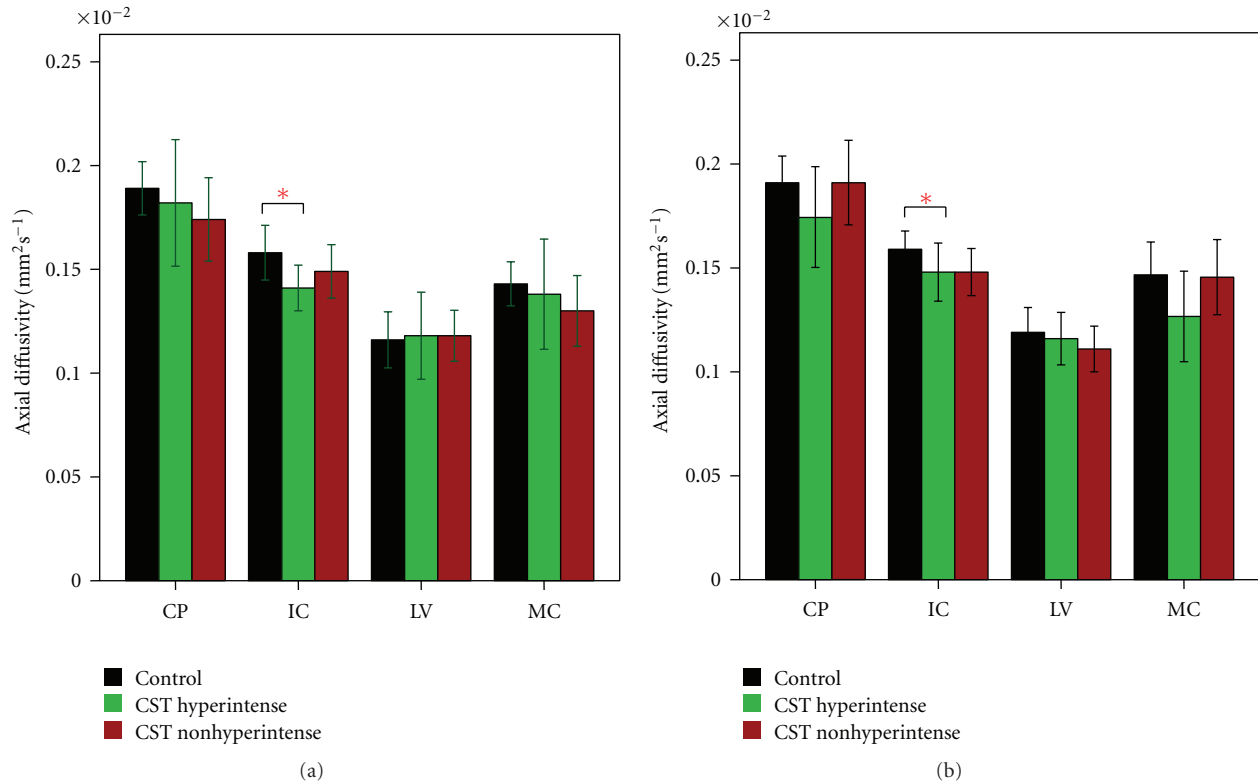 ×10⁻²
0.25
0.2
0.15
0.1
0.05
0
Axial diffusivity (mm²s⁻¹)
*
CP IC LV MC
Control
CST hyperintense
CST nonhyperintense
(a)
×10⁻²
0.25
0.2
0.15
0.1
0.05
0
Axial diffusivity (mm²s⁻¹)
*
CP IC LV MC
Control
CST hyperintense
CST nonhyperintense
(b)